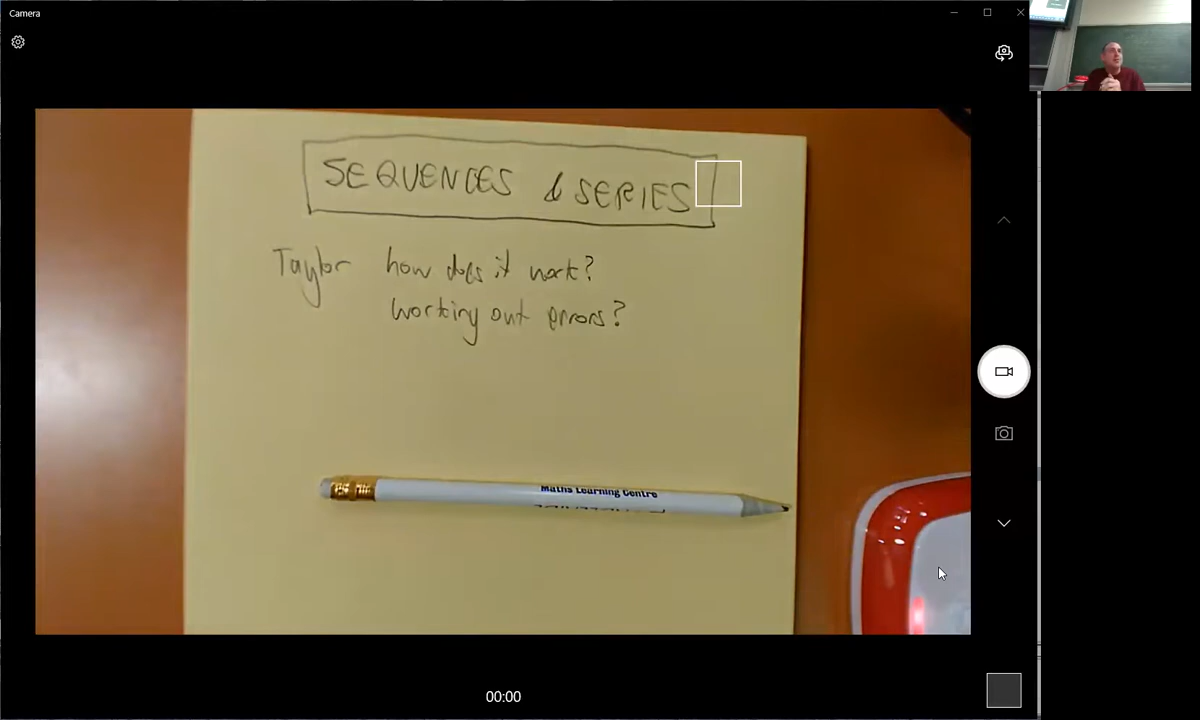 Camera
SEQUENCES & SERIES
Taylor how does it work?
Working out errors?
Maths Learning Centre
00:00